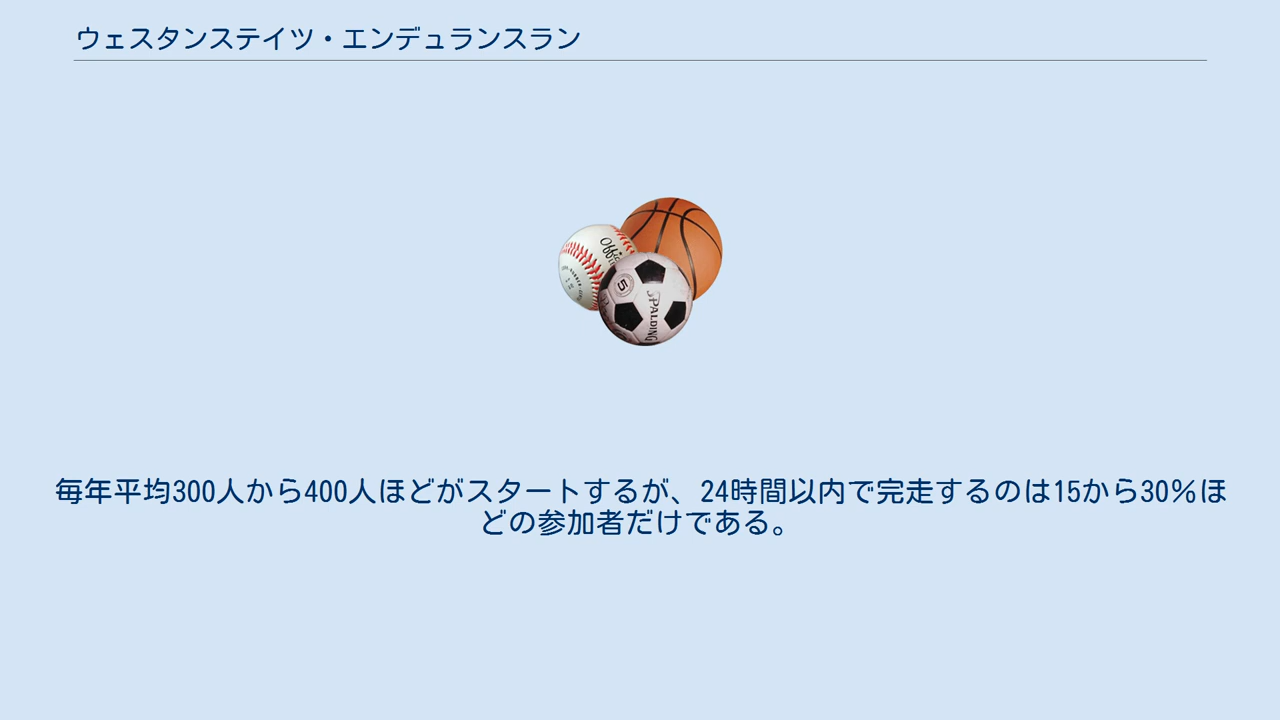 ウェスタンステイツ・エンデュランスラン
Offic
5
SPALDING
毎年平均300人から400人ほどがスタートするが、24時間以内で完走するのは15から30％ほ
どの参加者だけである。